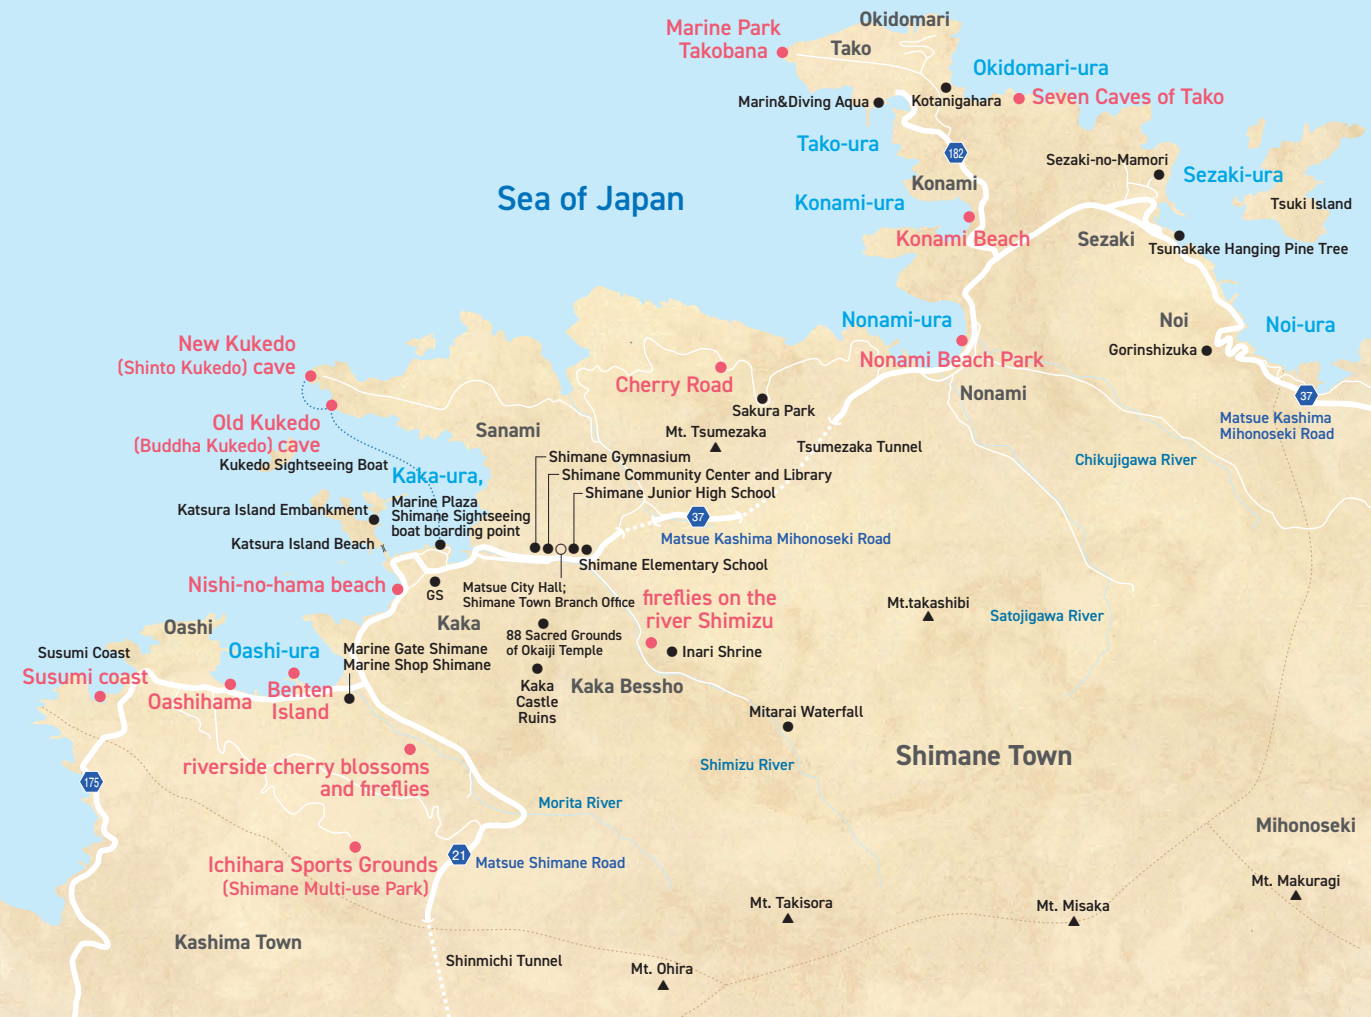 Okidomari
Marine Park
Takobana
Tako
Okidomari-ura
Marin&Diving Aqua
Kotanigahara
Seven Caves of Tako
Tako-ura
182
Sezaki-no-Mamori
Sezaki-ura
Konami
Tsuki Island
Sea of Japan
Konami-ura
Konami Beach
Sezaki
Tsunakake Hanging Pine Tree
Nonami-ura
Noi
Noi-ura
New Kukedo
(Shinto Kukedo) cave
Nonami Beach Park
Gorinshizuka
Cherry Road
Nonami
37
Old Kukedo
(Buddha Kukedo) cave
Sakura Park
Matsue Kashima
Mihonoseki Road
Sanami
Mt. Tsumezaka
Tsumezaka Tunnel
Kukedo Sightseeing Boat
Shimane Gymnasium
Chikujigawa River
Kaka-ura,
Shimane Community Center and Library
Shimane Junior High School
Katsura Island Embankment
Marine Plaza
Shimane Sightseeing
boat boarding point
37
Katsura Island Beach
Matsue Kashima Mihonoseki Road
Shimane Elementary School
Nishi-no-hama beach
GS
Matsue City Hall;
Shimane Town Branch Office
fireflies on the
river Shimizu
Mt.takashibi
Satojigawa River
Oashi
Kaka
88 Sacred Grounds
of Okaiji Temple
Inari Shrine
Susumi Coast
Oashi-ura
Marine Gate Shimane
Marine Shop Shimane
Susumi coast
Oashihama
Benten
Island
Kaka
Castle
Ruins
Kaka Bessho
Mitarai Waterfall
Shimane Town
riverside cherry blossoms
and fireflies
Shimizu River
175
Morita River
Mihonoseki
Ichihara Sports Grounds
(Shimane Multi-use Park)
21
Matsue Shimane Road
Mt. Makuragi
Mt. Takisora
Mt. Misaka
Kashima Town
Shinmichi Tunnel
Mt. Ohira